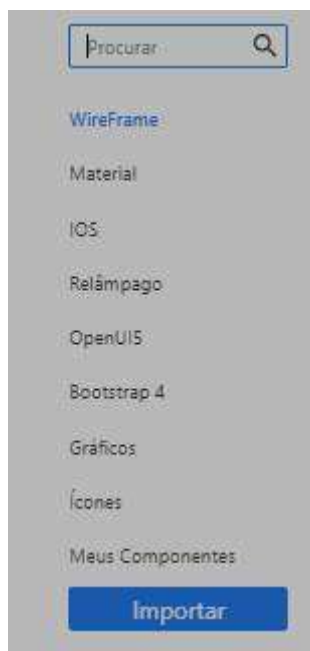 Procurar
WireFrame
Material
IOS
Relâmpago
OpenUI5
Bootstrap 4
Gráficos
Ícones
Meus Componentes
Importar